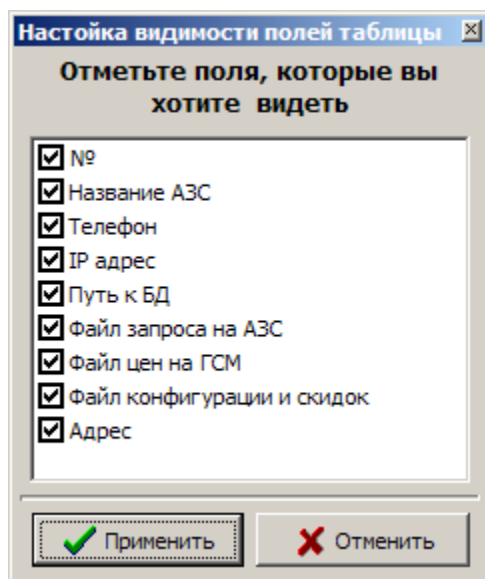 Настойка видимости полей таблицы
Отметьте поля, которые вы
хотите видеть
№
Название АЗС
Телефон
IP адрес
Путь к БД
Файл запроса на АЗС
Файл цен на ГСМ
Файл конфигурации и скидок
Адрес
Применить
Отменить